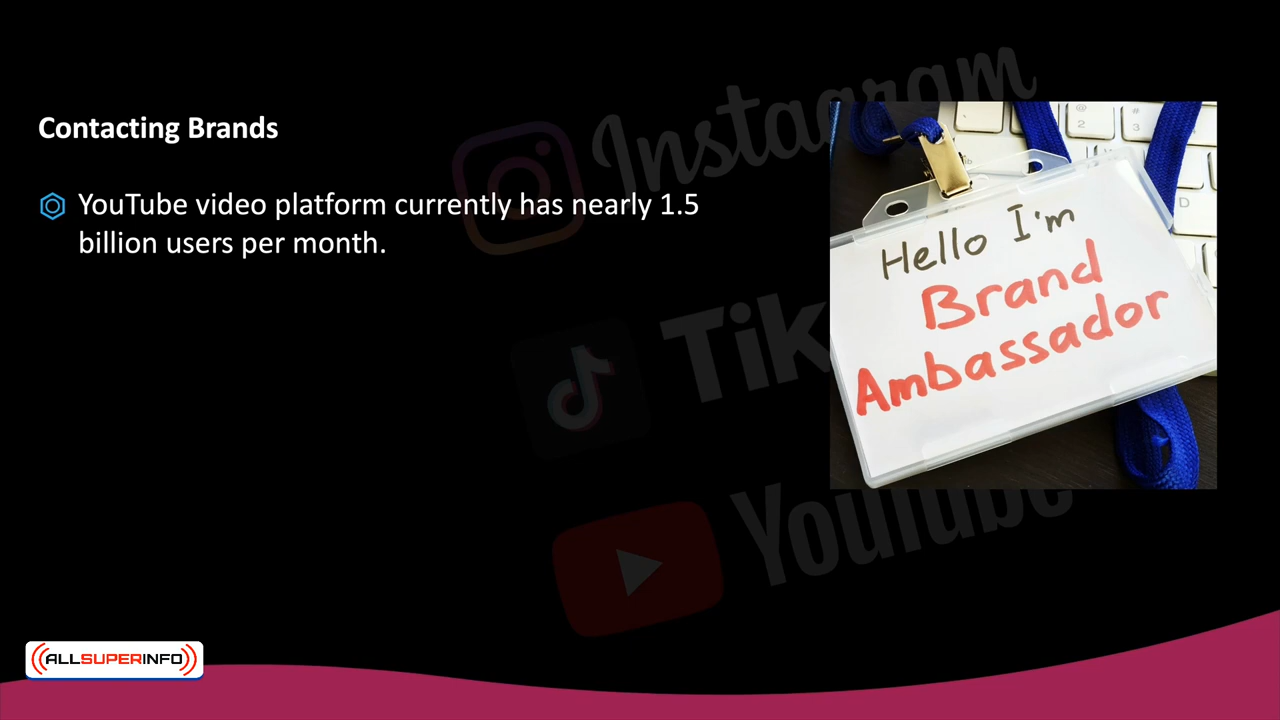 Contacting Brands
YouTube video platform currently has nearly 1.5
billion users per month.
Instagram
Hello I'm
Brand
Ambassador
TikT
YouTube
ALLSUPERINFO